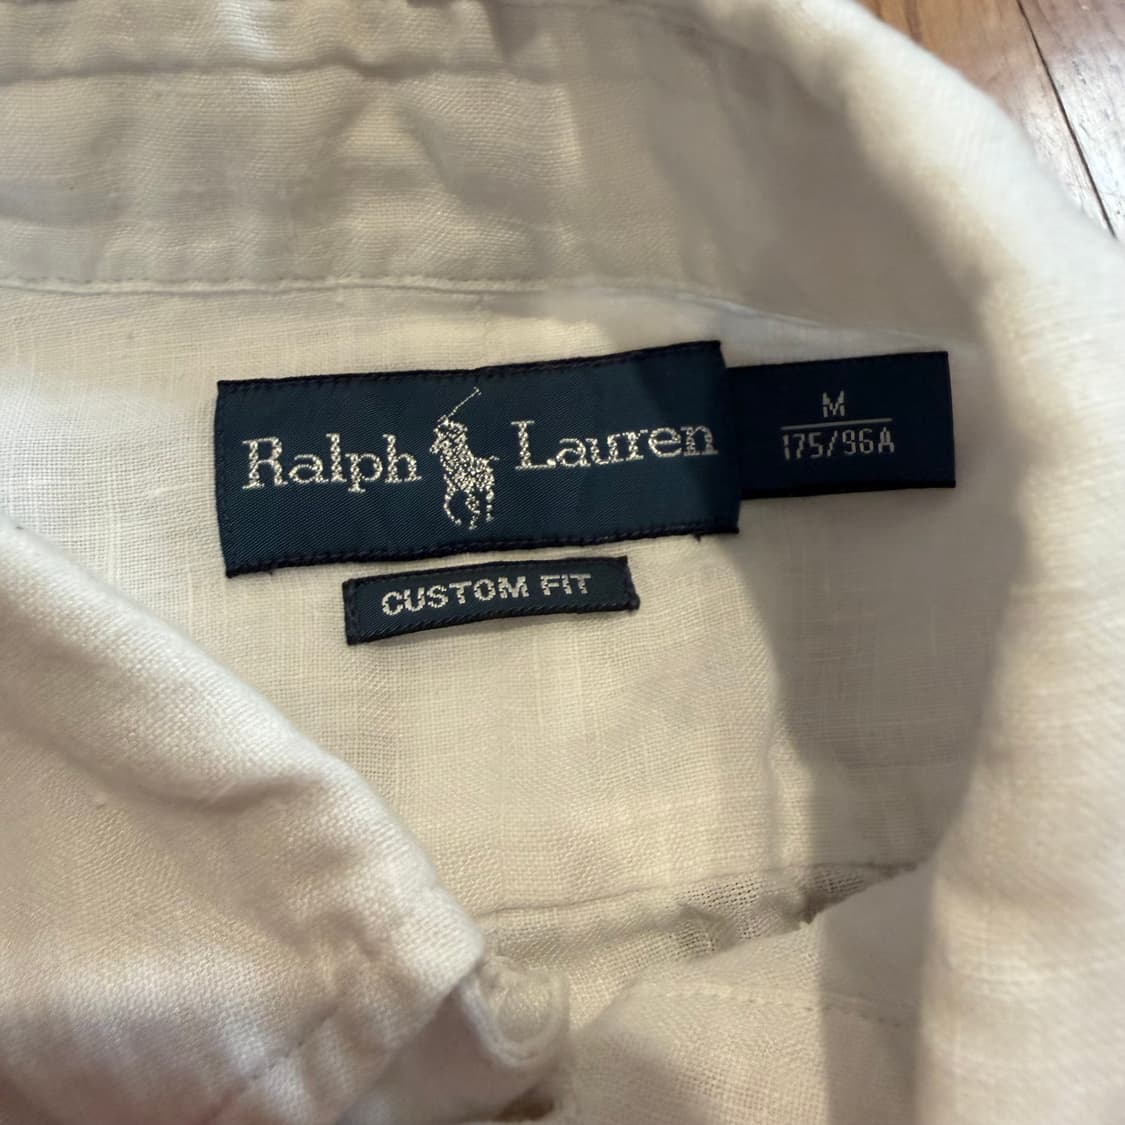 Ralph Lauren
M
175/96A
CUSTOM FIT